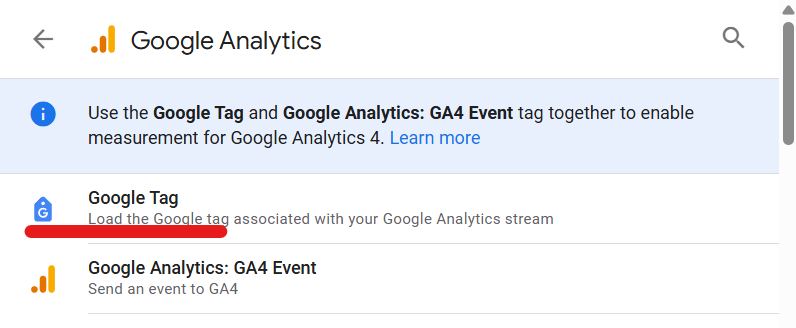 Google Analytics
Use the Google Tag and Google Analytics: GA4 Event tag together to enable
measurement for Google Analytics 4. Learn more
Google Tag
Load the Google tag associated with your Google Analytics stream
Google Analytics: GA4 Event
Send an event to GA4